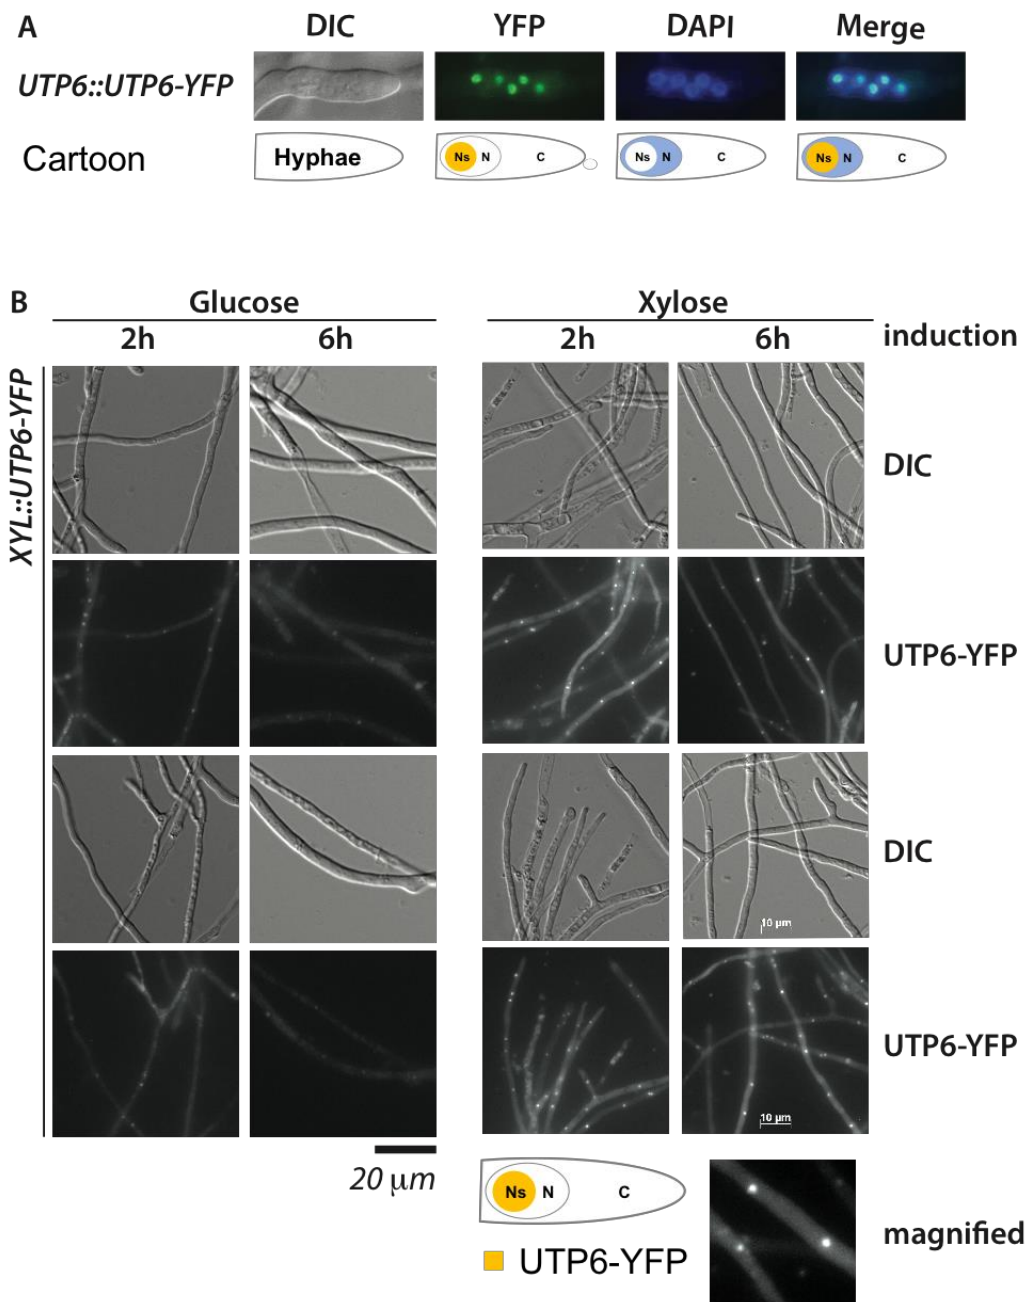 A
DIC YFP DAPI Merge
UTP6::UTP6-YFP
Cartoon
Hyphae
Ns N C
Ns N C
Ns N C
B
Glucose Xylose
2h 6h 2h 6h induction
XYL::UTP6-YFP
DIC
UTP6-YFP
DIC
10 µm
UTP6-YFP
10 µm
20 µm
Ns N C
UTP6-YFP
magnified